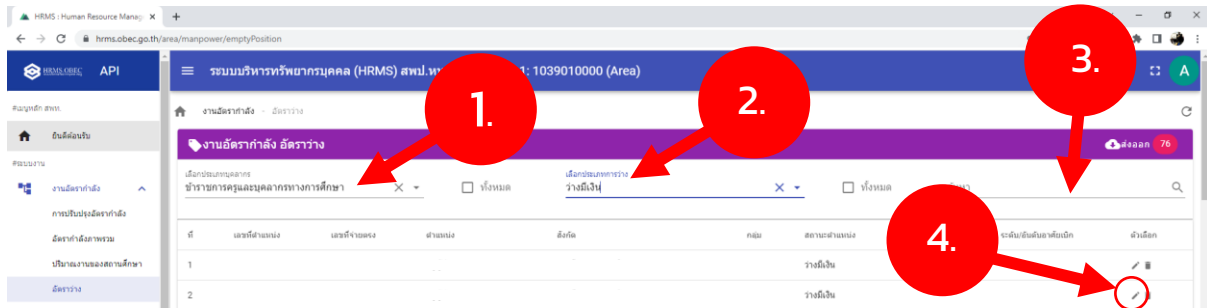 HRMS : Human Resource Manag
hrms.obec.go.th/area/manpower/emptyPosition
HRMS.OBEC API
ระบบบริหารทรัพยากรบุคคล (HRMS) สพป.
1: 1039010000 (Area)
A
#เมนูหลัก สพท.
ยินดีต้อนรับ
#ระบบงาน
งานอัตรากำลัง
การปรับปรุงอัตรากำลัง
อัตรากำลังภาพรวม
ปริมาณงานของสถานศึกษา
อัตราว่าง
งานอัตรากำลัง - อัตราว่าง
งานอัตรากำลัง อัตราว่าง
ส่งออก 76
เลือกประเภทบุคลากร
ข้าราชการครูและบุคลากรทางการศึกษา
ทั้งหมด
เลือกประเภทการว่าง
ว่างมีเงิน
ทั้งหมด
ที่ เลขที่ตำแหน่ง เลขที่จ่ายตรง ตำแหน่ง สังกัด กลุ่ม สถานะตำแหน่ง ระดับ/อันดับอาศัยเบิก ตัวเลือก
1 ว่างมีเงิน
2 ว่างมีเงิน
1.
2.
3.
4.